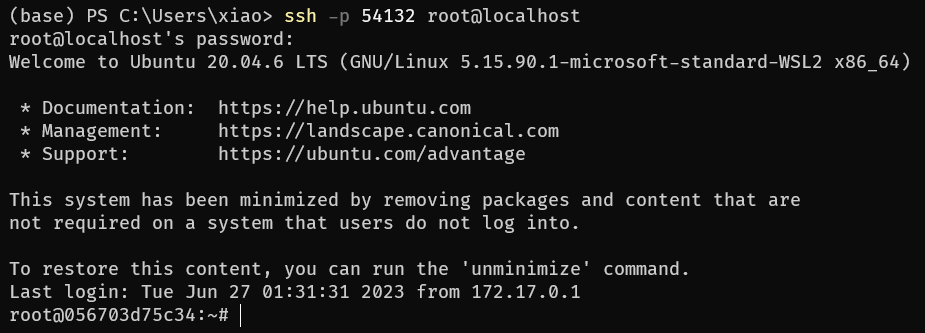 (base) PS C:\Users\xiao> ssh -p 54132 root@localhost
root@localhost's password:
Welcome to Ubuntu 20.04.6 LTS (GNU/Linux 5.15.90.1-microsoft-standard-WSL2 x86_64)

 * Documentation:  https://help.ubuntu.com
 * Management:     https://landscape.canonical.com
 * Support:        https://ubuntu.com/advantage

This system has been minimized by removing packages and content that are
not required on a system that users do not log into.

To restore this content, you can run the 'unminimize' command.
Last login: Tue Jun 27 01:31:31 2023 from 172.17.0.1
root@056703d75c34:~#